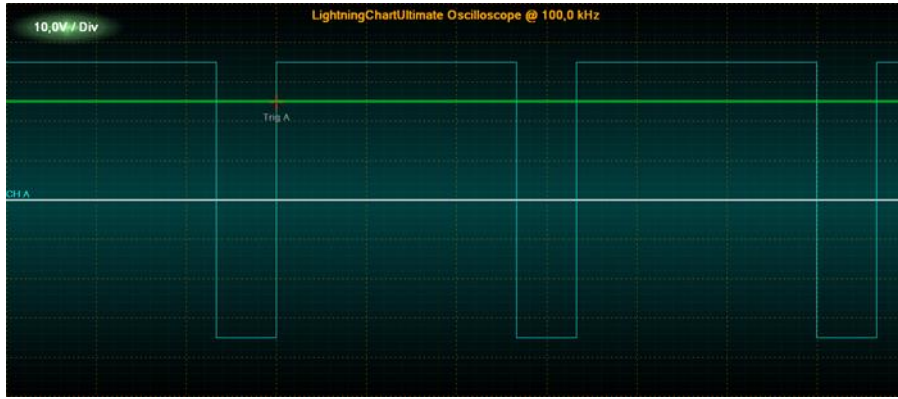 LightningChartUltimate Oscilloscope @ 100,0 kHz
10,0V / Div
Trig A
CH A